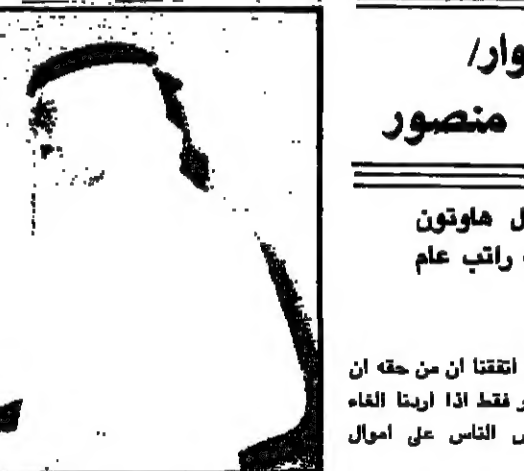 وار/
منصور
ل هاوتون
راتب عام
اتفقنا ان من حقه ان
ر فقط اذا اردنا الغاء
س الناس على اموال